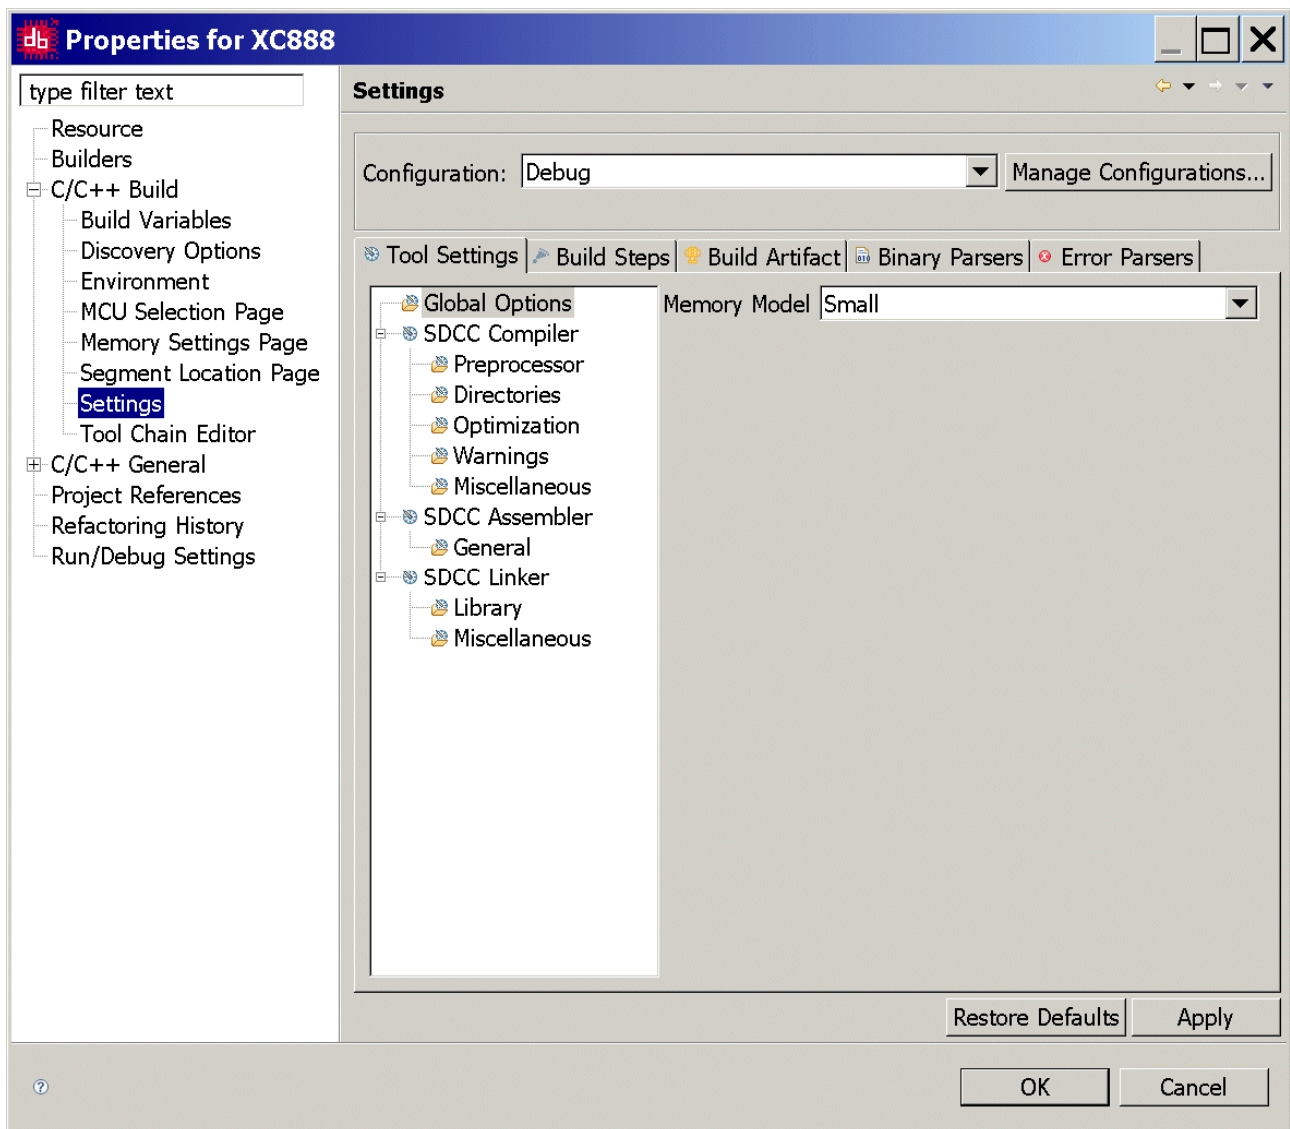 db Properties for XC888
type filter text
Resource
Builders
C/C++ Build
Build Variables
Discovery Options
Environment
MCU Selection Page
Memory Settings Page
Segment Location Page
Settings
Tool Chain Editor
C/C++ General
Project References
Refactoring History
Run/Debug Settings
Settings
Configuration: Debug Manage Configurations...
Tool Settings Build Steps Build Artifact Binary Parsers Error Parsers
Global Options
SDCC Compiler
Preprocessor
Directories
Optimization
Warnings
Miscellaneous
SDCC Assembler
General
SDCC Linker
Library
Miscellaneous
Memory Model Small
Restore Defaults Apply
OK Cancel